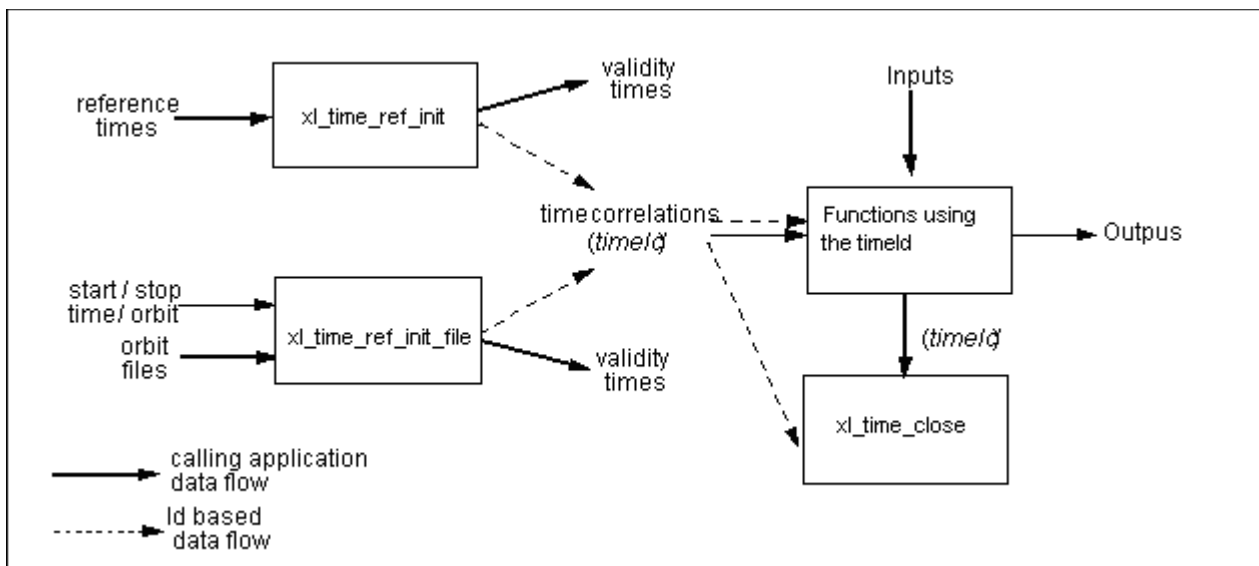 reference
times
xl_time_ref_init
validity
times
Inputs
time correlations
(timeId)
Functions using
the timeId
Outpus
start / stop
time / orbit
orbit
files
xl_time_ref_init_file
validity
times
(timeId)
xl_time_close
calling application
data flow
Id based
data flow